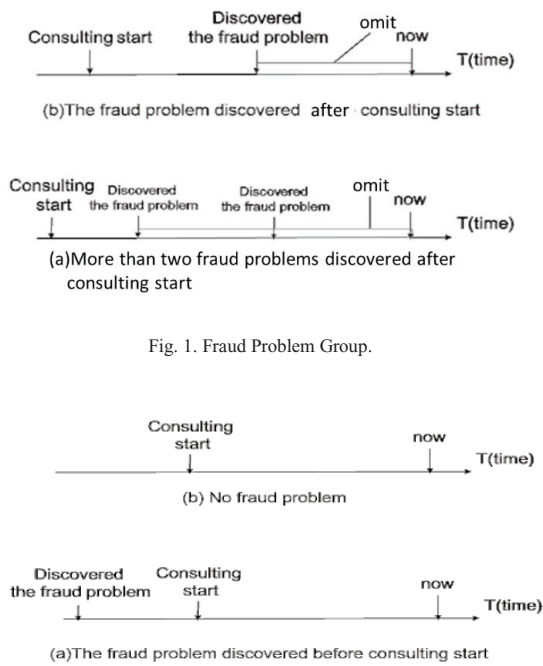 Discovered
the fraud problem
omit
Consulting start
now
T(time)
(b)The fraud problem discovered after consulting start
Consulting
start
Discovered
the fraud problem
Discovered
the fraud problem
omit
now
T(time)
(a)More than two fraud problems discovered after
consulting start
Fig. 1. Fraud Problem Group.
Consulting
start
now
T(time)
(b) No fraud problem
Discovered
the fraud problem
Consulting
start
now
T(time)
(a)The fraud problem discovered before consulting start